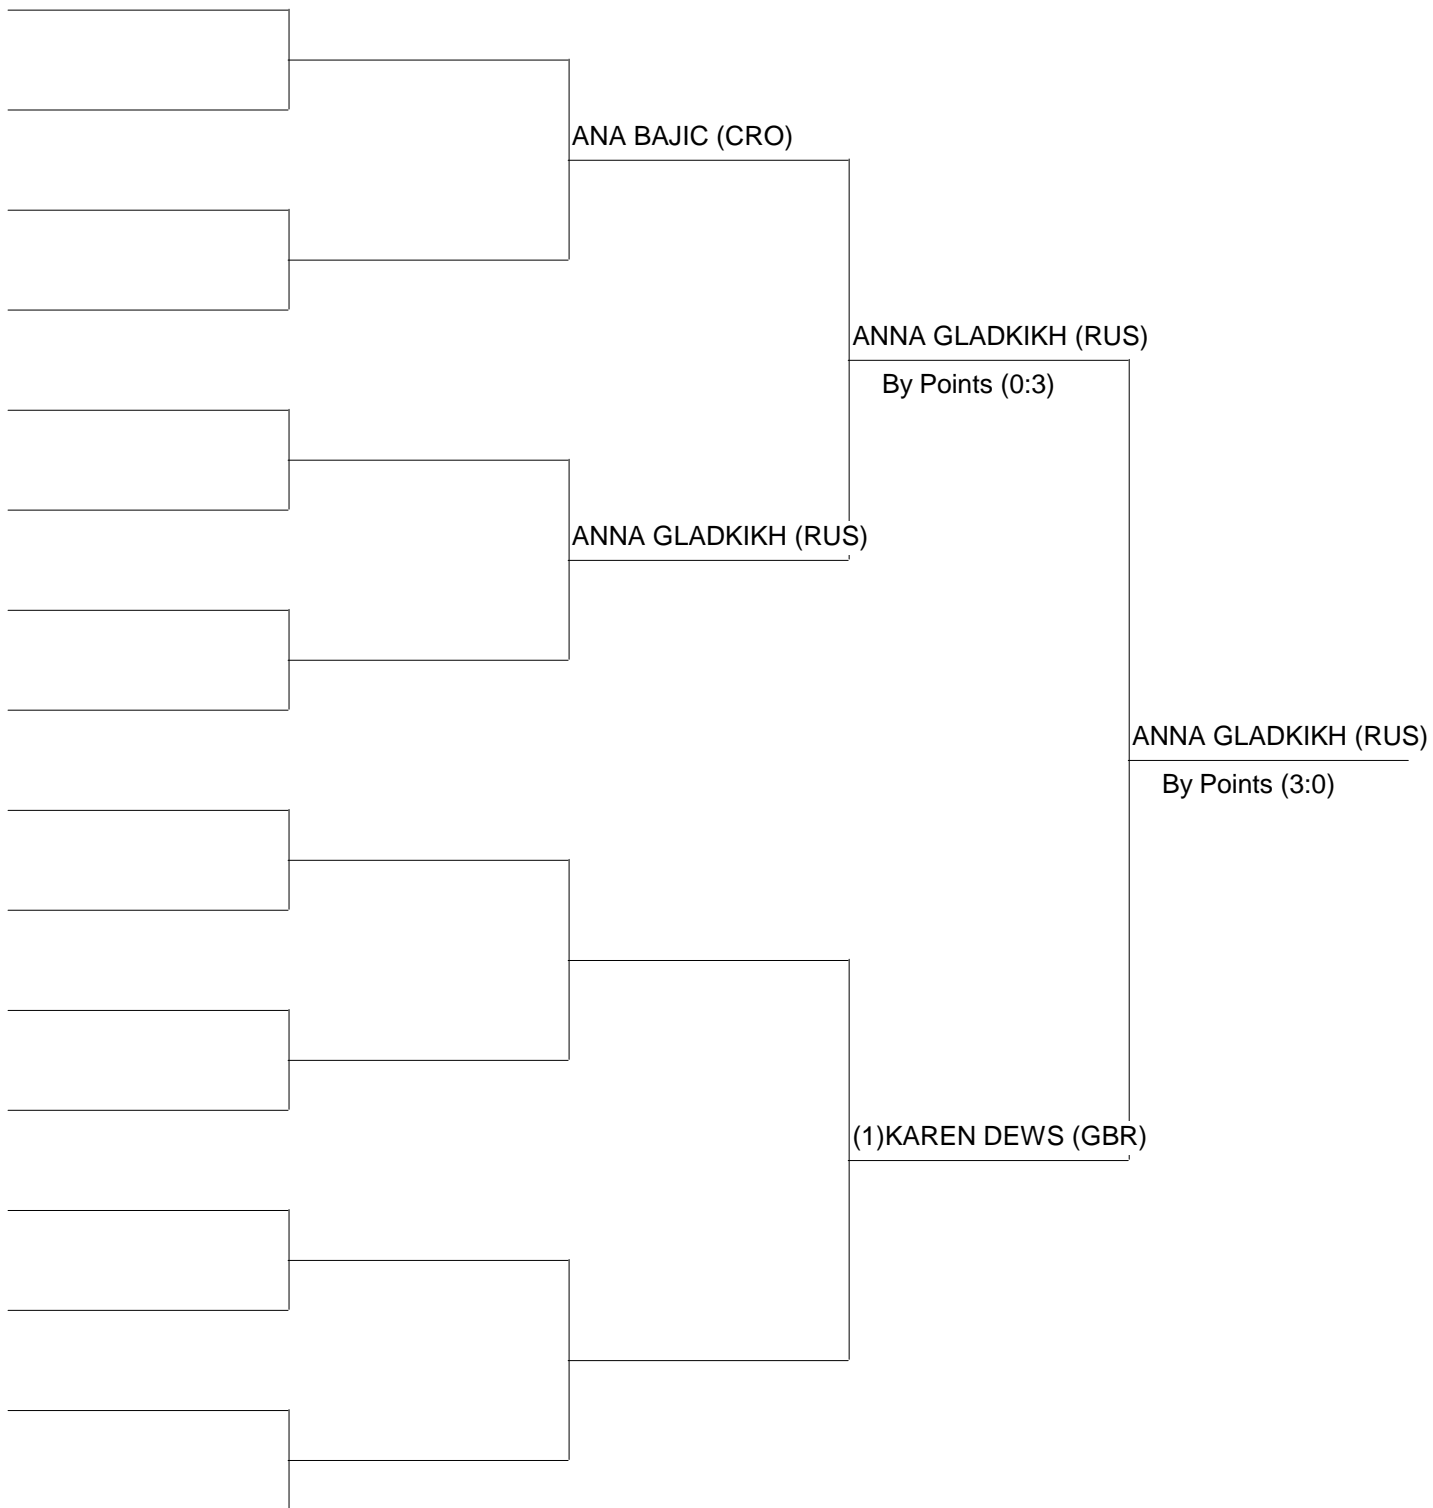 ANA BAJIC (CRO)
ANNA GLADKIKH (RUS)
By Points (0:3)
ANNA GLADKIKH (RUS)
ANNA GLADKIKH (RUS)
By Points (3:0)
(1)KAREN DEWS (GBR)